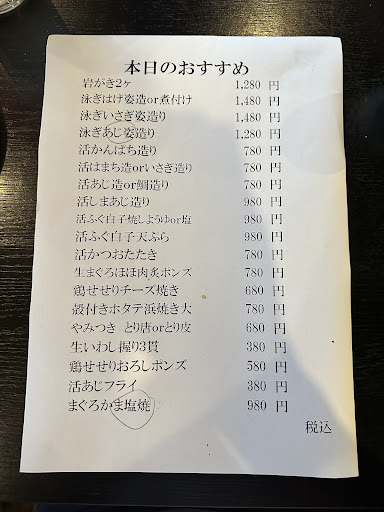 本日のおすすめ
岩がき2ヶ 1,280 円
泳ぎはげ姿造or煮付け 1,480 円
泳ぎいさぎ姿造り 1,480 円
泳ぎあじ姿造り 1,280 円
活かんぱち造り 780 円
活はまち造orいさぎ造り 780 円
活あじ造or鯛造り 780 円
活しまあじ造り 980 円
活ふぐ白子焼しようゆor塩 980 円
活ふぐ白子天ぷら 980 円
活かつおたたき 780 円
生まぐろほほ肉炙ポンズ 780 円
鶏せせりチーズ焼き 680 円
殻付きホタテ浜焼き大 780 円
やみつき とり唐orとり皮 680 円
生いわし握り3貫 380 円
鶏せせりおろしポンズ 580 円
活あじフライ 380 円
まぐろかま塩焼 980 円
税込